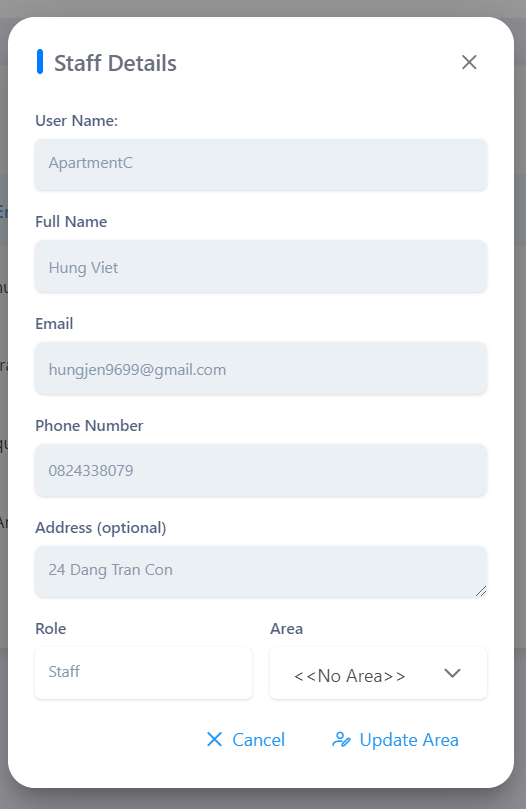 Staff Details
User Name:
ApartmentC
Full Name
Hung Viet
Email
hungjen9699@gmail.com
Phone Number
0824338079
Address (optional)
24 Dang Tran Con
Role
Area
Staff
<<No Area>>
Cancel
Update Area